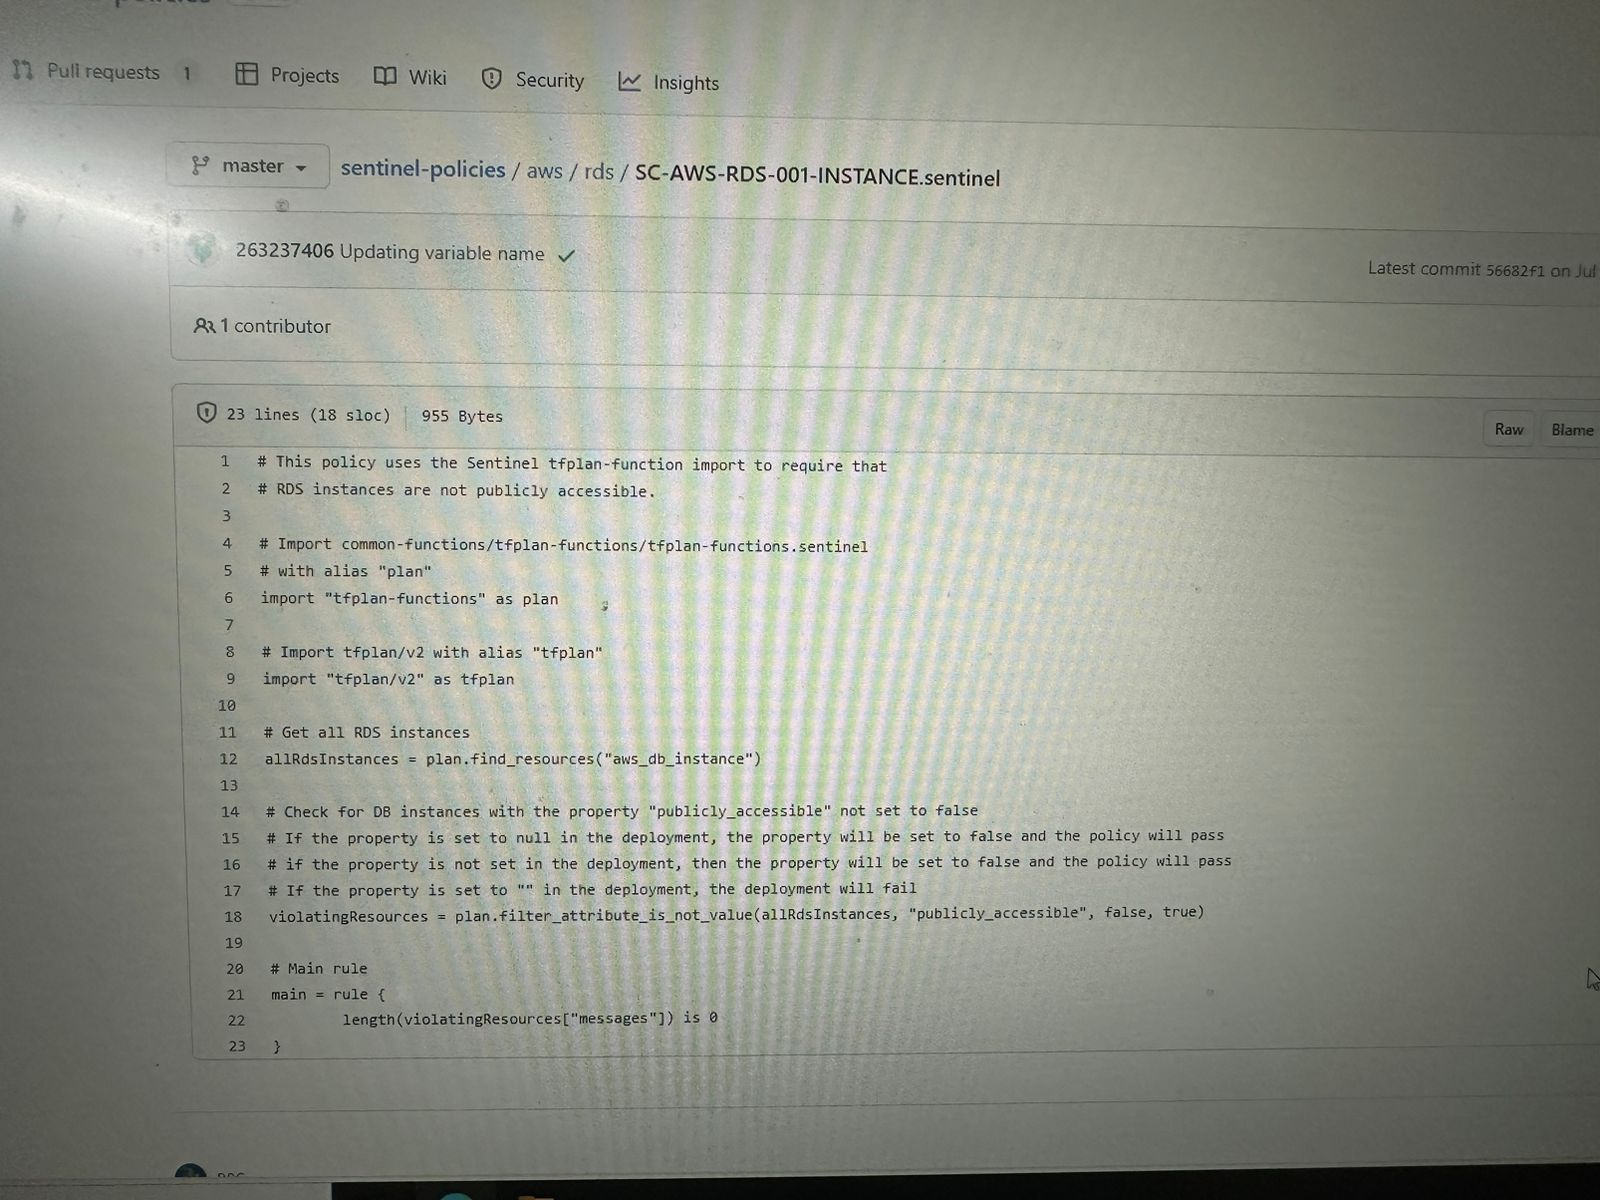 Pull requests 1 Projects Wiki Security Insights
master sentinel-policies / aws / rds / SC-AWS-RDS-001-INSTANCE.sentinel
263237406 Updating variable name
Latest commit 56682f1 on Jul
1 contributor
23 lines (18 sloc) 955 Bytes
Raw Blame
1 # This policy uses the Sentinel tfplan-function import to require that
2 # RDS instances are not publicly accessible.
3
4 # Import common-functions/tfplan-functions/tfplan-functions.sentinel
5 # with alias "plan"
6 import "tfplan-functions" as plan
7
8 # Import tfplan/v2 with alias "tfplan"
9 import "tfplan/v2" as tfplan
10
11 # Get all RDS instances
12 allRdsInstances = plan.find_resources("aws_db_instance")
13
14 # Check for DB instances with the property "publicly_accessible" not set to false
15 # If the property is set to null in the deployment, the property will be set to false and the policy will pass
16 # if the property is not set in the deployment, then the property will be set to false and the policy will pass
17 # If the property is set to "" in the deployment, the deployment will fail
18 violatingResources = plan.filter_attribute_is_not_value(allRdsInstances, "publicly_accessible", false, true)
19
20 # Main rule
21 main = rule {
22 length(violatingResources["messages"]) is 0
23 }